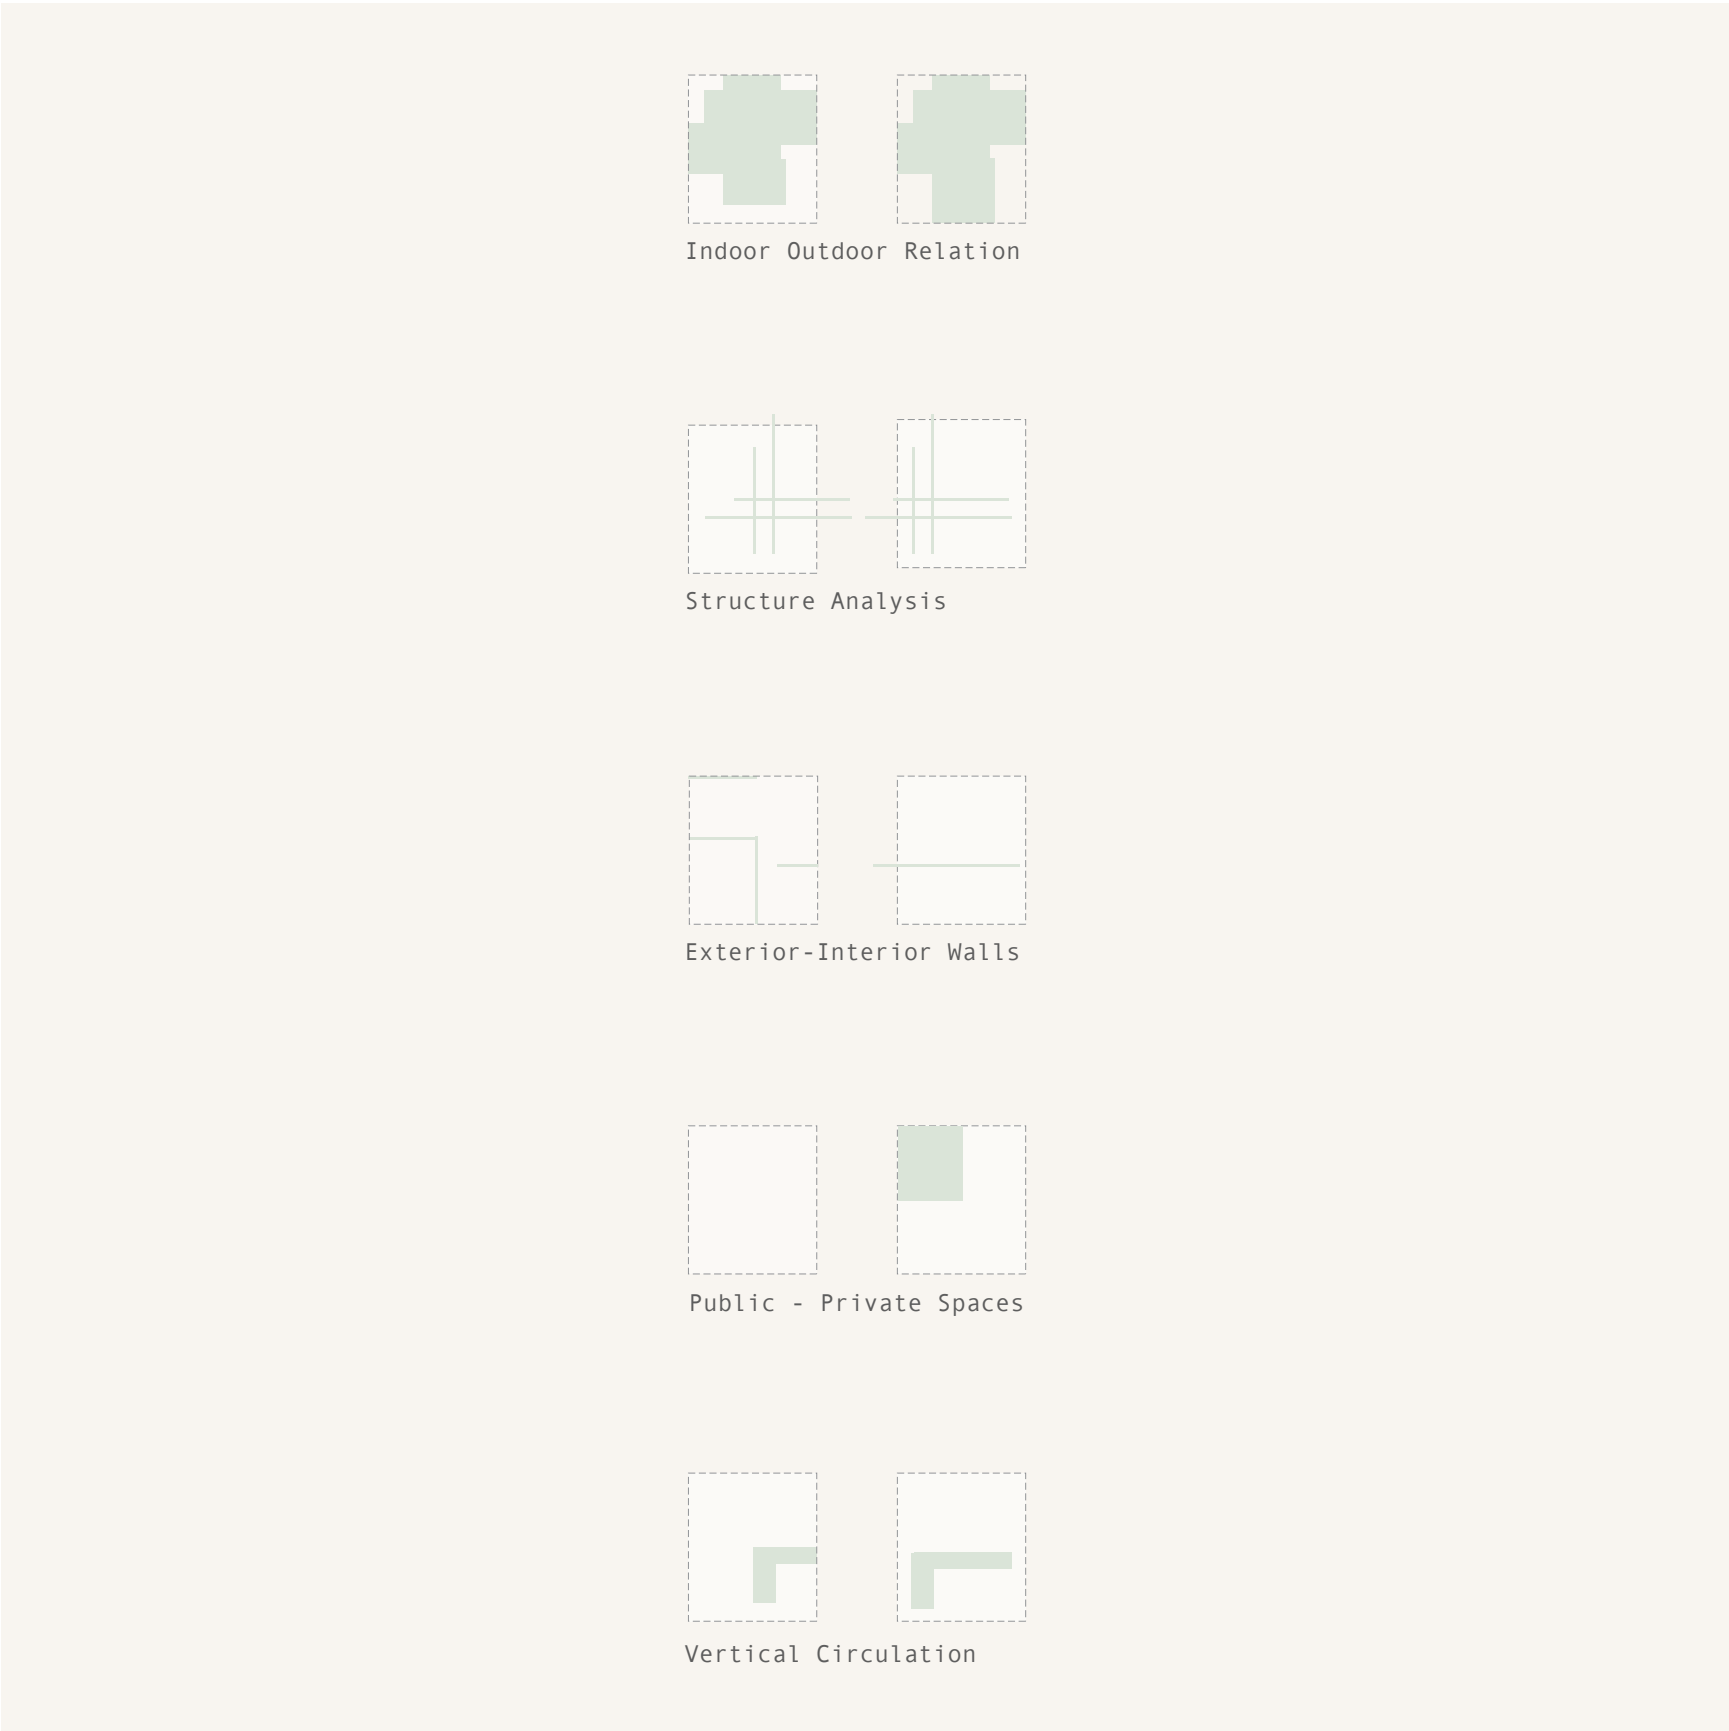 Indoor Outdoor Relation
Structure Analysis
Exterior-Interior Walls
Public - Private Spaces
Vertical Circulation